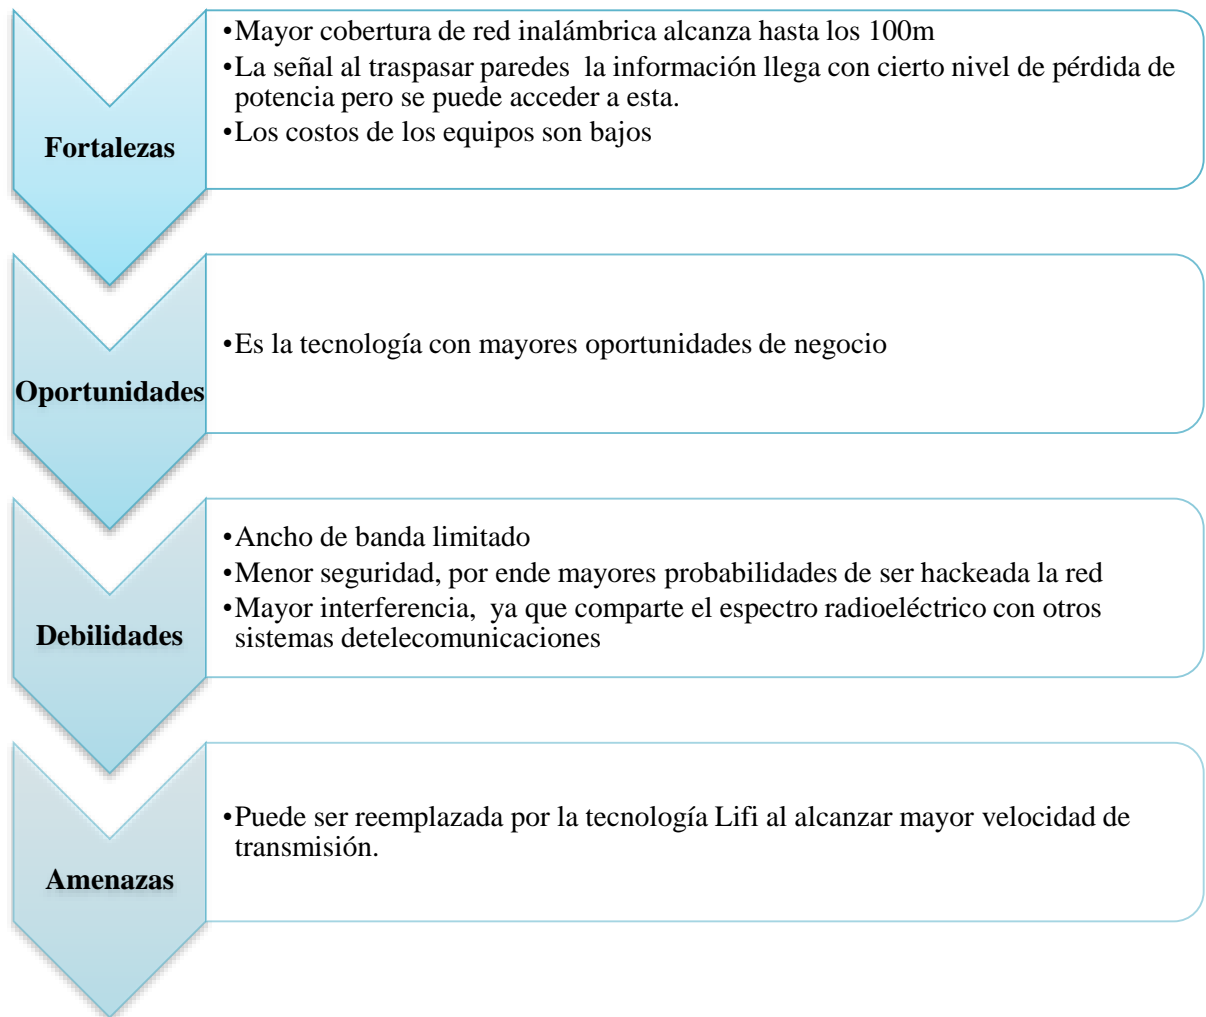 Fortalezas
•Mayor cobertura de red inalámbrica alcanza hasta los 100m
•La señal al traspasar paredes  la información llega con cierto nivel de pérdida de
potencia pero se puede acceder a esta.
•Los costos de los equipos son bajos
Oportunidades
•Es la tecnología con mayores oportunidades de negocio
Debilidades
•Ancho de banda limitado
•Menor seguridad, por ende mayores probabilidades de ser hackeada la red
•Mayor interferencia,  ya que comparte el espectro radioeléctrico con otros
sistemas detelecomunicaciones
Amenazas
•Puede ser reemplazada por la tecnología Lifi al alcanzar mayor velocidad de
transmisión.